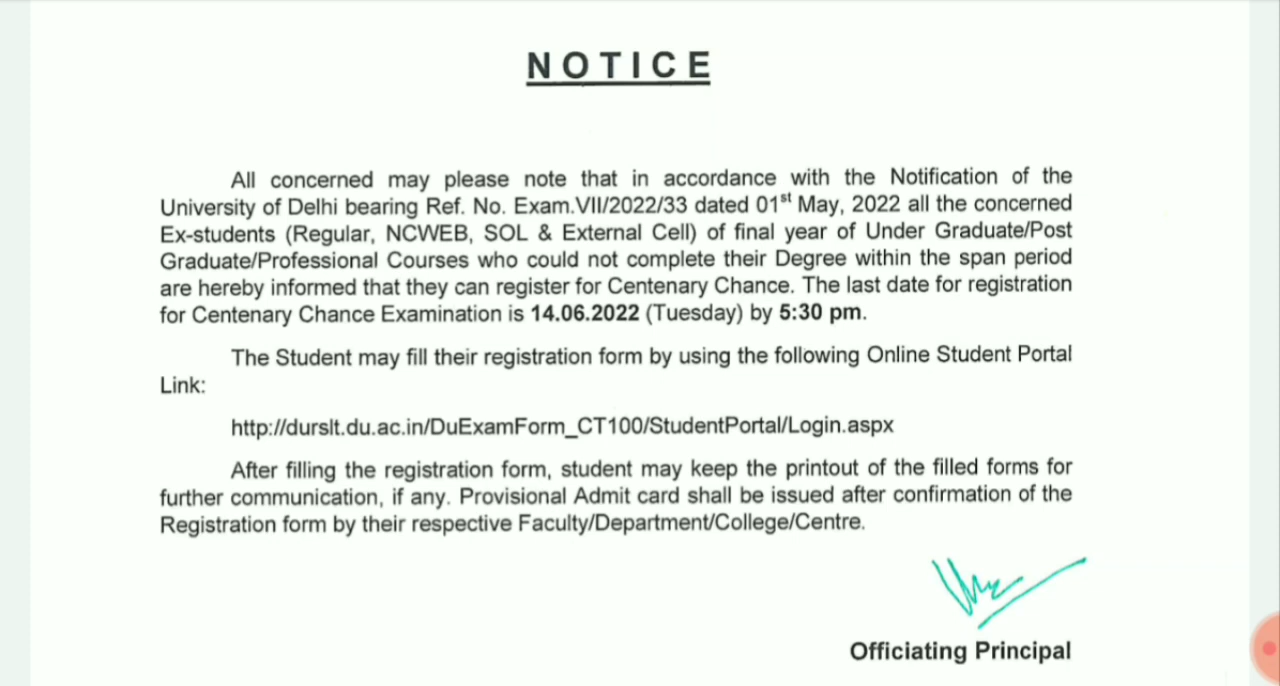 NOTICE
All concerned may please note that in accordance with the Notification of the
University of Delhi bearing Ref. No. Exam.VII/2022/33 dated 01st May, 2022 all the concerned
Ex-students (Regular, NCWEB, SOL & External Cell) of final year of Under Graduate/Post
Graduate/Professional Courses who could not complete their Degree within the span period
are hereby informed that they can register for Centenary Chance. The last date for registration
for Centenary Chance Examination is 14.06.2022 (Tuesday) by 5:30 pm.
The Student may fill their registration form by using the following Online Student Portal
Link:
http://durslt.du.ac.in/DuExamForm_CT100/StudentPortal/Login.aspx
After filling the registration form, student may keep the printout of the filled forms for
further communication, if any. Provisional Admit card shall be issued after confirmation of the
Registration form by their respective Faculty/Department/College/Centre.
Officiating Principal